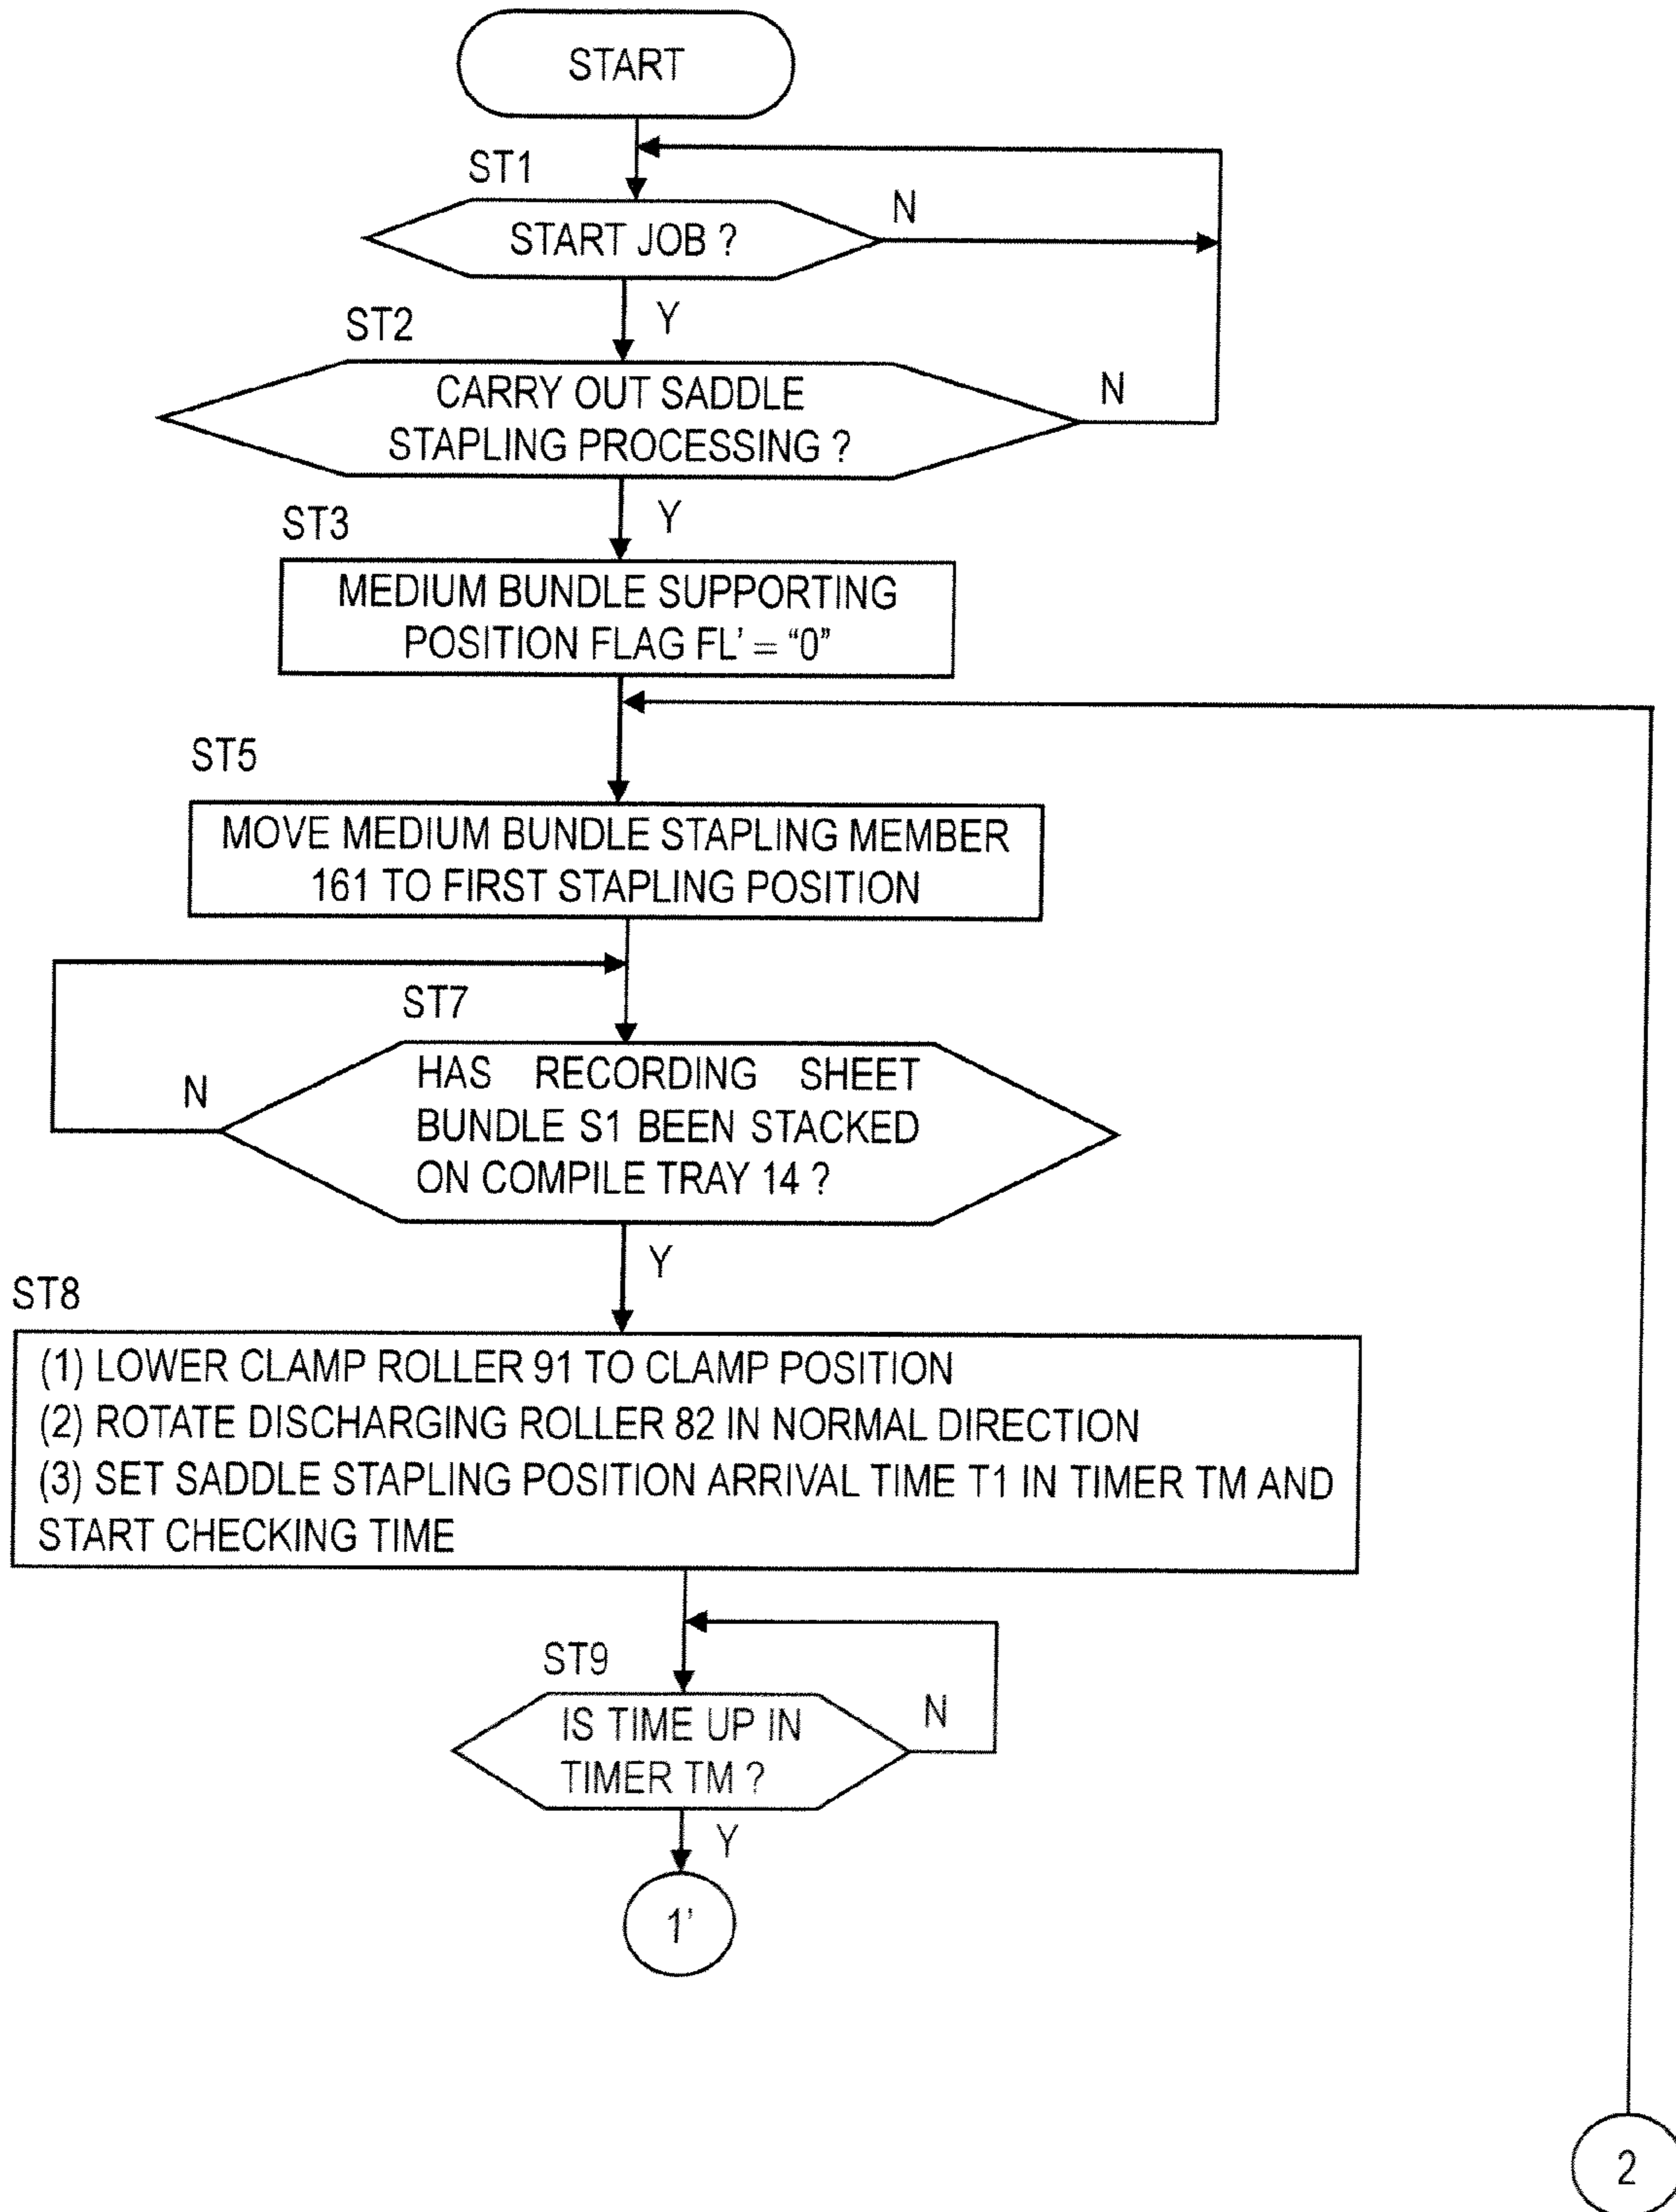 START
ST1
START JOB ?
N
Y
ST2
CARRY OUT SADDLE
STAPLING PROCESSING ?
N
Y
ST3
MEDIUM BUNDLE SUPPORTING
POSITION FLAG FL' = “0”
ST5
MOVE MEDIUM BUNDLE STAPLING MEMBER
161 TO FIRST STAPLING POSITION
ST7
N
HAS RECORDING SHEET
BUNDLE S1 BEEN STACKED
ON COMPILE TRAY 14 ?
Y
ST8
(1) LOWER CLAMP ROLLER 91 TO CLAMP POSITION
(2) ROTATE DISCHARGING ROLLER 82 IN NORMAL DIRECTION
(3) SET SADDLE STAPLING POSITION ARRIVAL TIME T1 IN TIMER TM AND
START CHECKING TIME
ST9
IS TIME UP IN
TIMER TM ?
N
Y
1'
2